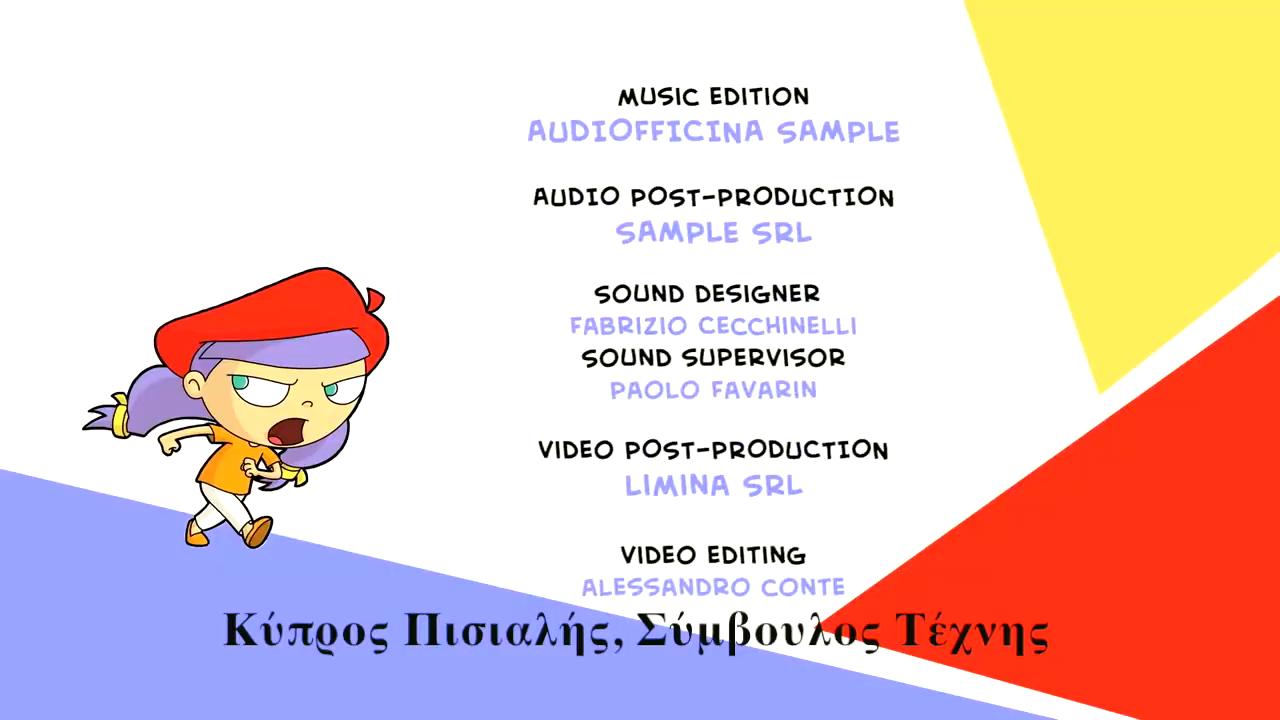 MUSIC EDITION
AUDIOFFICINA SAMPLE
AUDIO POST-PRODUCTION
SAMPLE SRL
SOUND DESIGNER
FABRIZIO CECCHINELLI
SOUND SUPERVISOR
PAOLO FAVARIN
VIDEO POST-PRODUCTION
LIMINA SRL
VIDEO EDITING
ALESSANDRO CONTE
Κύπρος Πισιαλής, Σύμβουλος Τέχνης